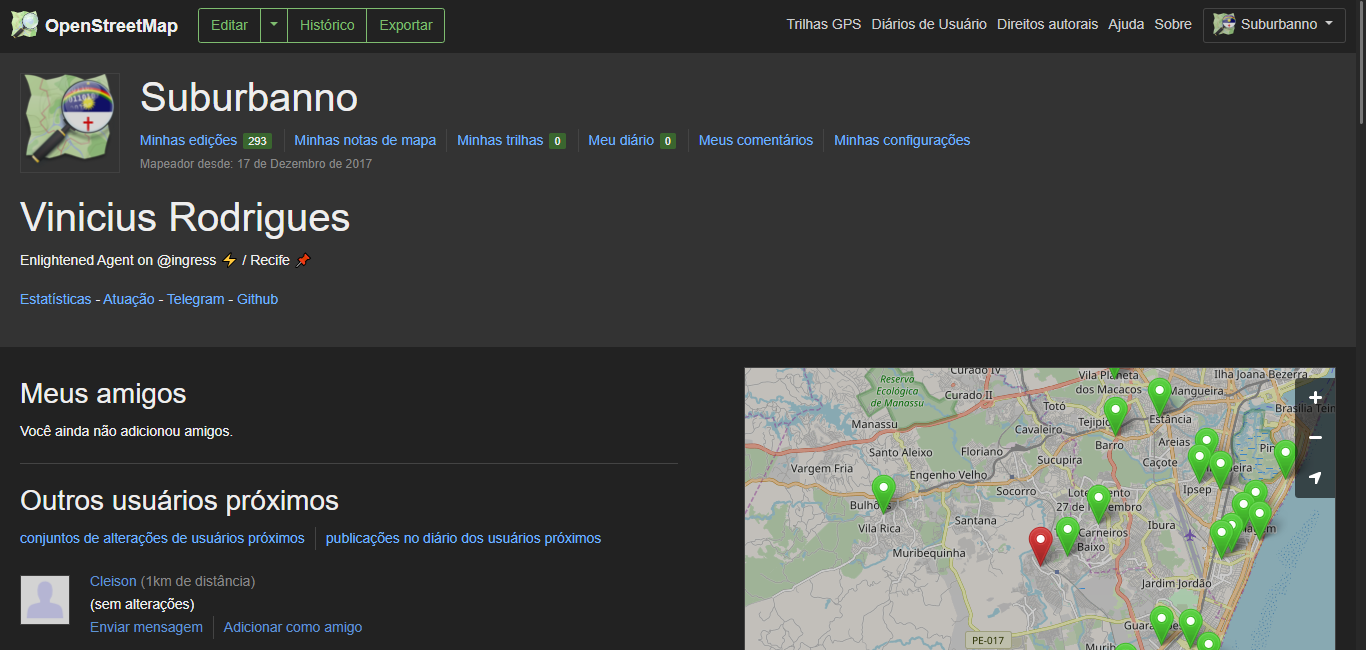 OpenStreetMap
Editar
Histórico
Exportar
Trilhas GPS Diários de Usuário Direitos autorais Ajuda Sobre
Suburbanno
Suburbanno
Minhas edições 293
Minhas notas de mapa
Minhas trilhas 0
Meu diário 0
Meus comentários
Minhas configurações
Mapeador desde: 17 de Dezembro de 2017
Vinicius Rodrigues
Enlightened Agent on @ingress ⚡ / Recife 📌
Estatísticas - Atuação - Telegram - Github
Meus amigos
Você ainda não adicionou amigos.
Outros usuários próximos
conjuntos de alterações de usuários próximos
publicações no diário dos usuários próximos
Cleison (1km de distância)
(sem alterações)
Enviar mensagem
Adicionar como amigo
Curado IV
Vila Planeta
dos Macacos
Ilha Joana Bezerra
Reserva
Ecológica
de Manassu
Curado II
Mangueira
Totó
Manassu
Cavaleiro
Tejipió
Estância
Barro
Areias
Santo Aleixo
Floriano
Sucupira
Caçote
Vargem Fria
Engenho Velho
Socorro
Ipsep
27 de Novembro
Vila Rica
Santana
Ibura
Muribequinha
Carneiros
Baixo
Jardim Jordão
PE-017